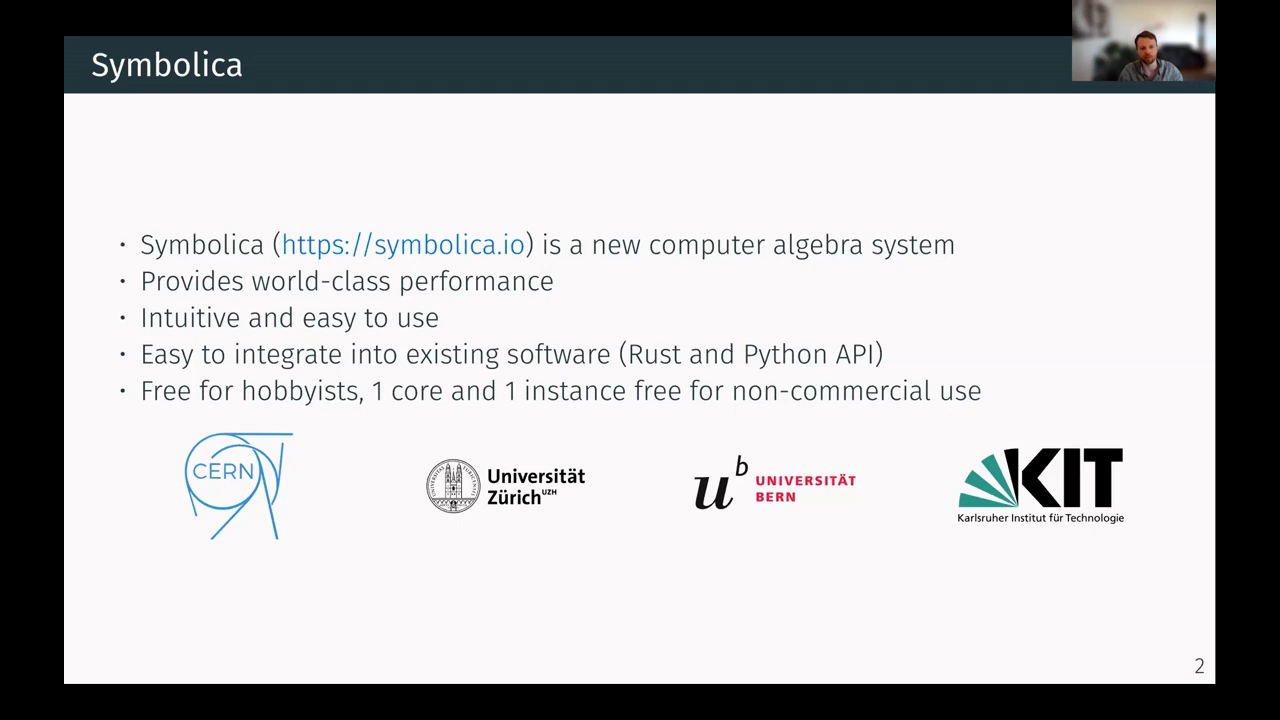 Symbolica
• Symbolica (https://symbolica.io) is a new computer algebra system
• Provides world-class performance
• Intuitive and easy to use
• Easy to integrate into existing software (Rust and Python API)
• Free for hobbyists, 1 core and 1 instance free for non-commercial use
CERN
Universität
Zürich UZH
u b
UNIVERSITÄT
BERN
KIT
Karlsruher Institut für Technologie
2